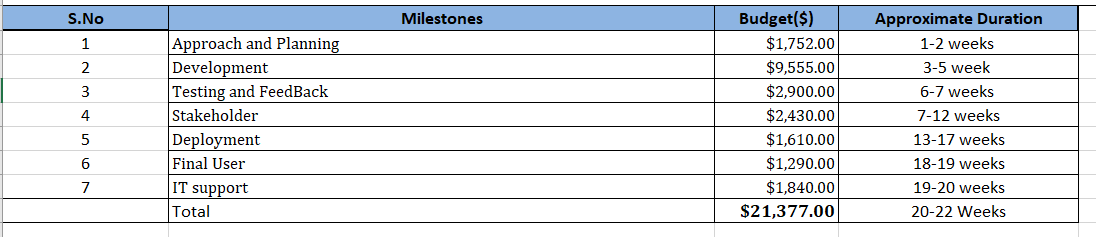 S.No Milestones Budget($) Approximate Duration
1 Approach and Planning $1,752.00 1-2 weeks
2 Development $9,555.00 3-5 week
3 Testing and FeedBack $2,900.00 6-7 weeks
4 Stakeholder $2,430.00 7-12 weeks
5 Deployment $1,610.00 13-17 weeks
6 Final User $1,290.00 18-19 weeks
7 IT support $1,840.00 19-20 weeks
Total $21,377.00 20-22 Weeks